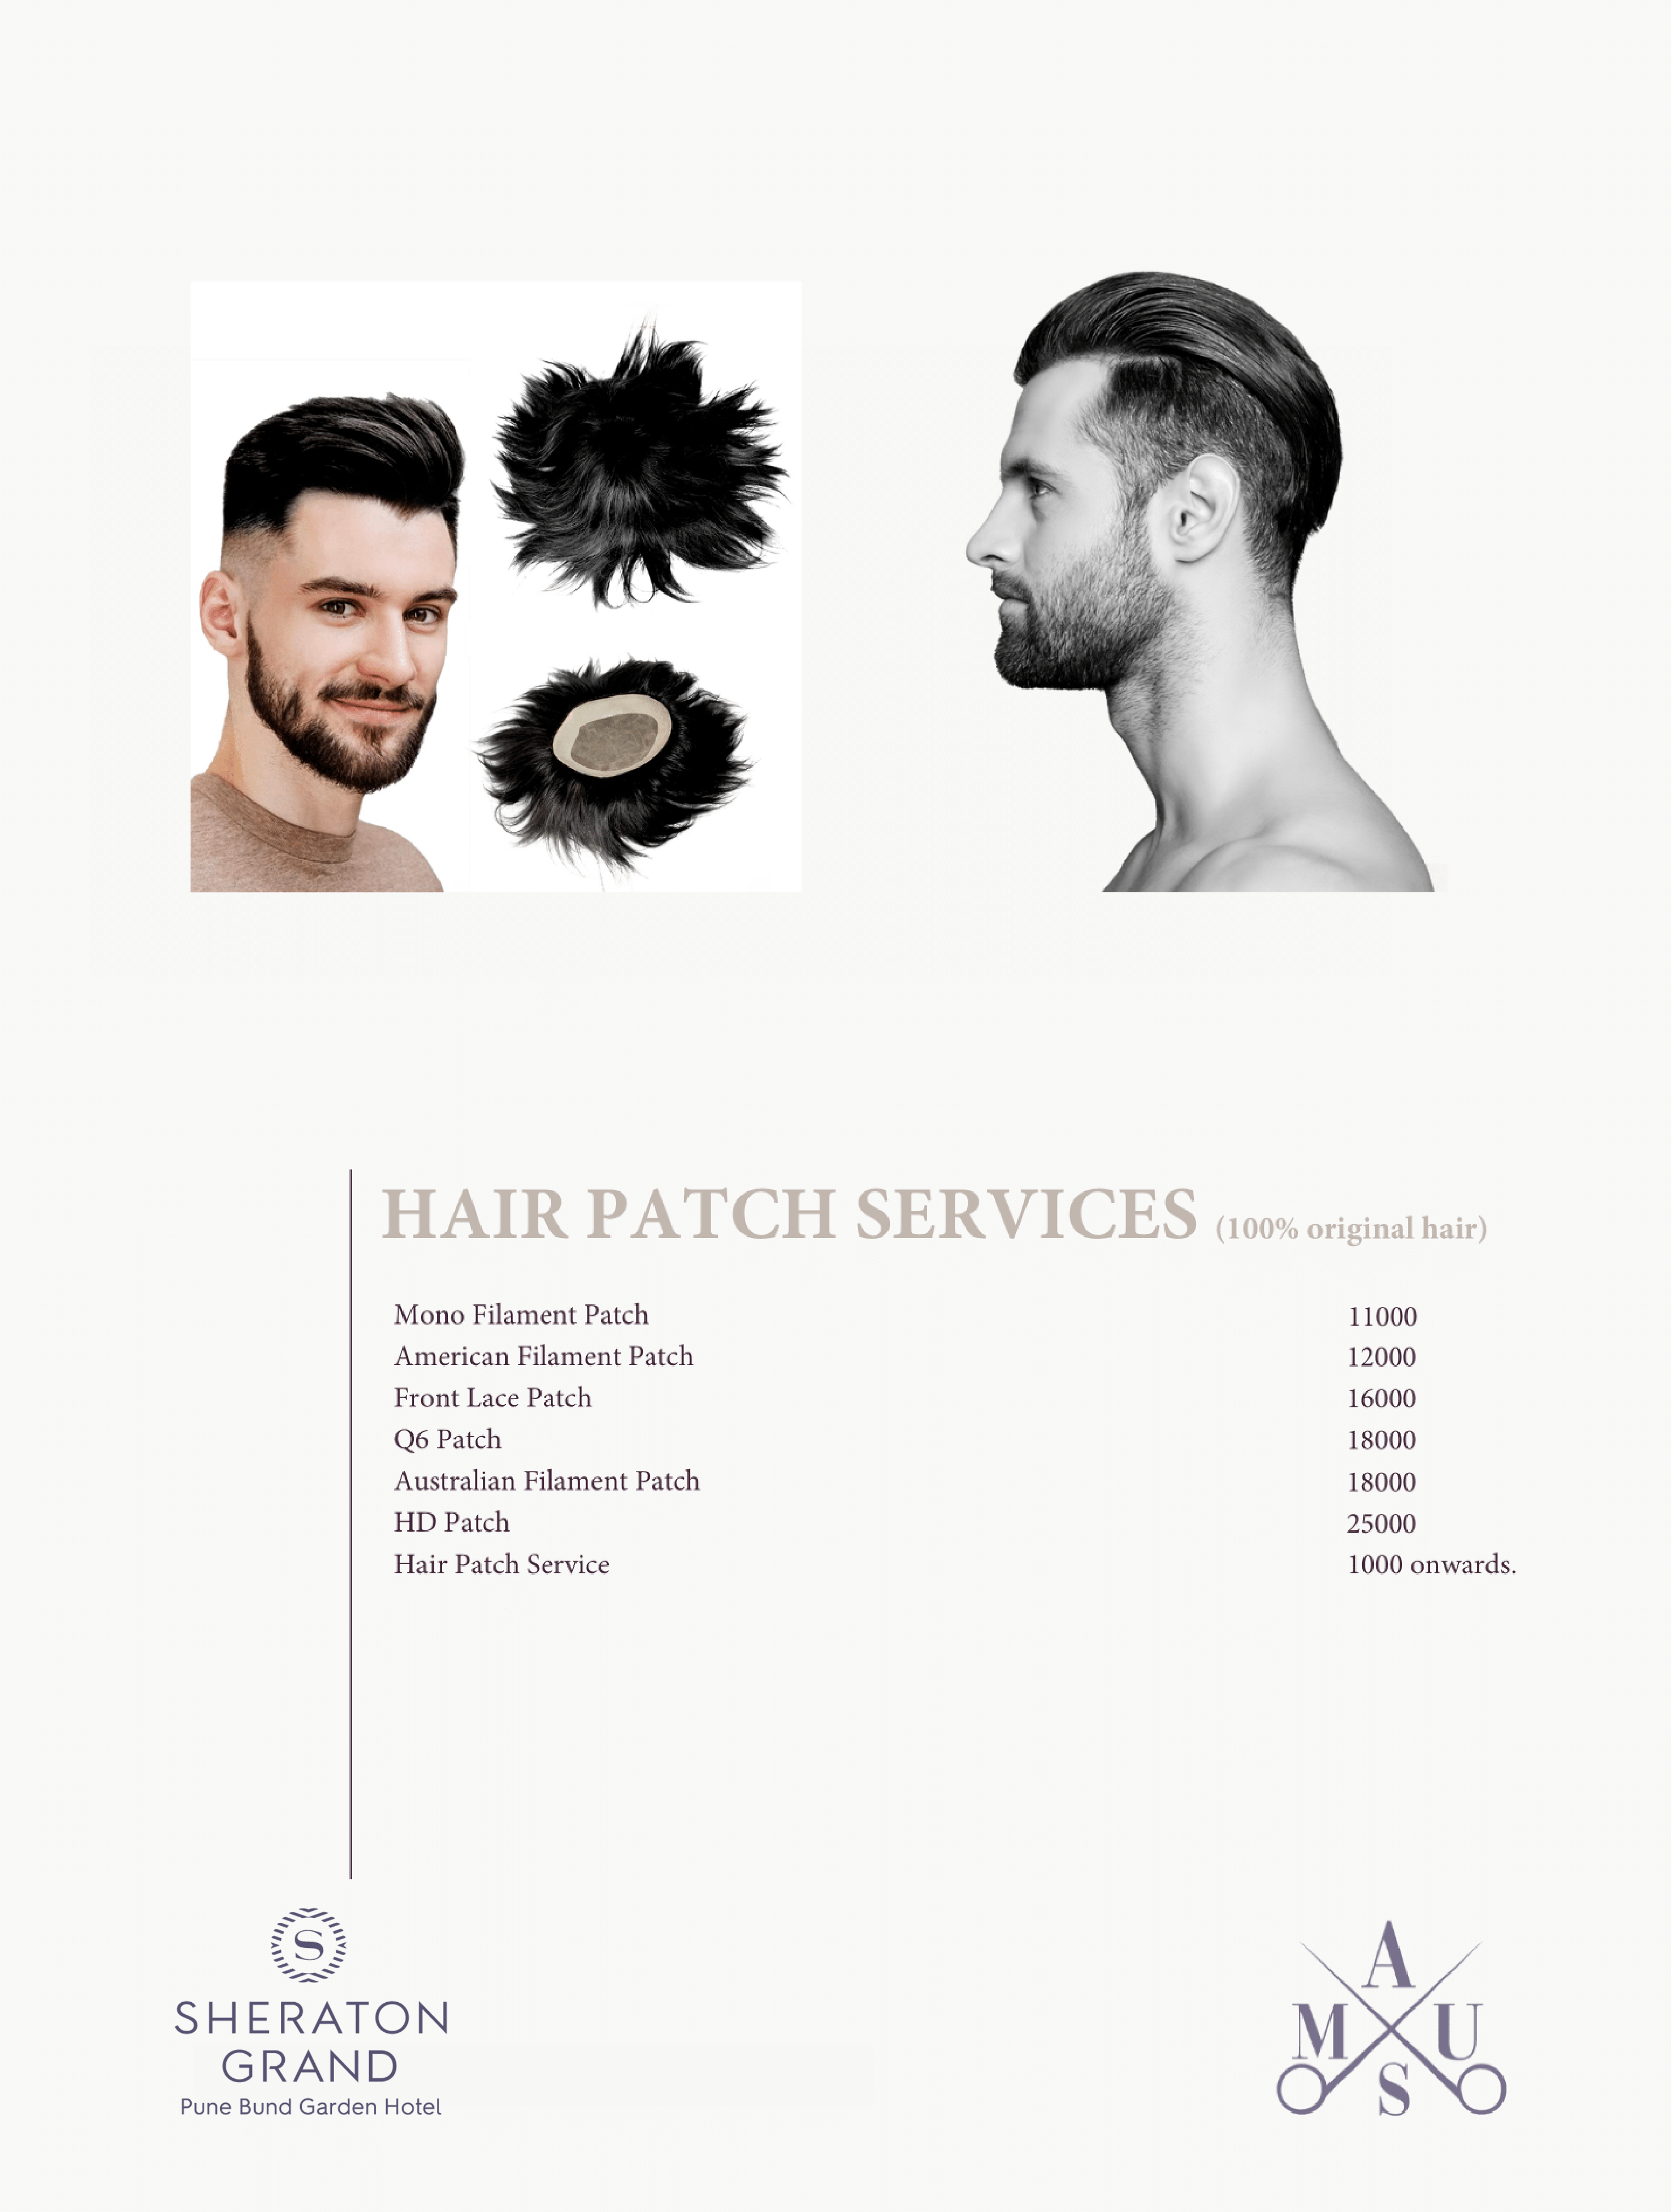 HAIR PATCH SERVICES (100% original hair)
Mono Filament Patch 11000
American Filament Patch 12000
Front Lace Patch 16000
Q6 Patch 18000
Australian Filament Patch 18000
HD Patch 25000
Hair Patch Service 1000 onwards.
S
SHERATON
GRAND
Pune Bund Garden Hotel
A
M U
S